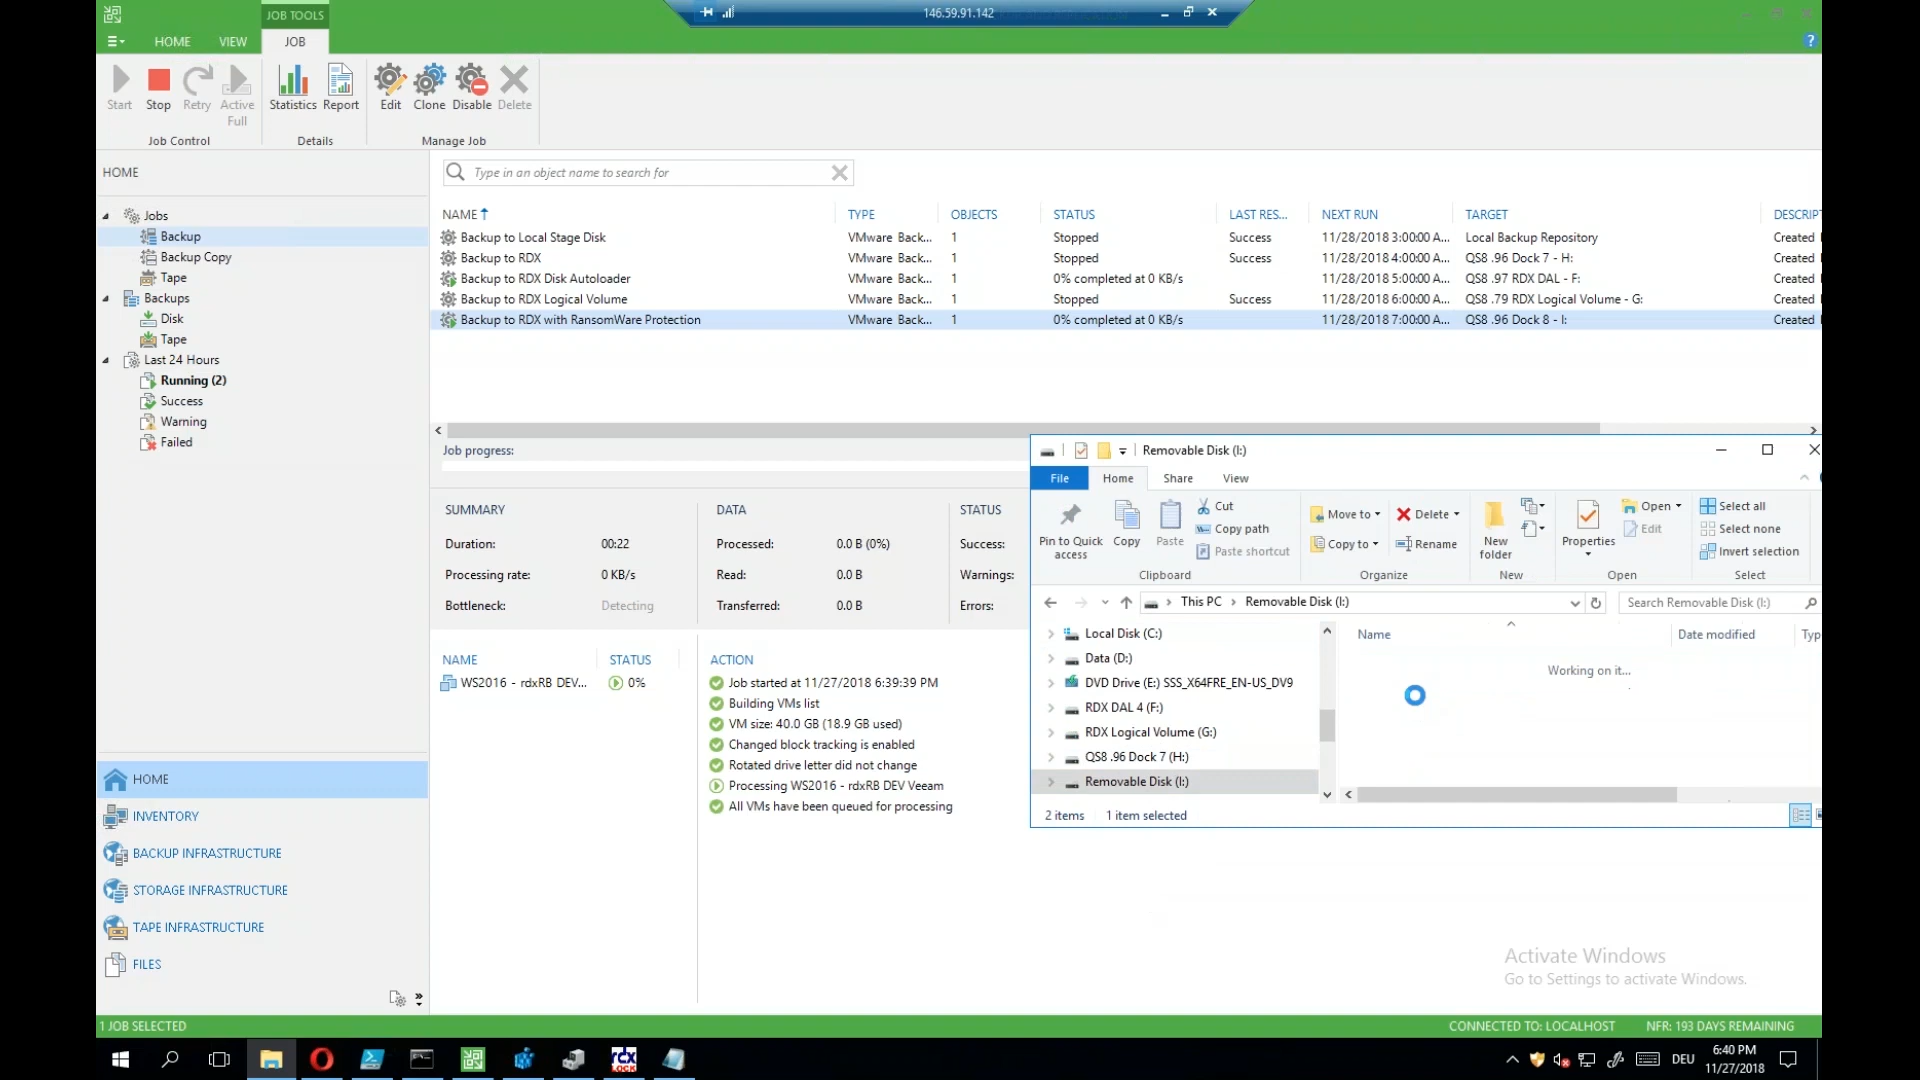 JOB TOOLS
146.59.91.142
HOME VIEW JOB
Start Stop Retry Active Full Statistics Report Edit Clone Disable Delete
Job Control Details Manage Job
HOME
Type in an object name to search for
Jobs
Backup
Backup Copy
Tape
Backups
Disk
Tape
Last 24 Hours
Running (2)
Success
Warning
Failed
NAME TYPE OBJECTS STATUS LAST RES... NEXT RUN TARGET DESCRIPT
Backup to Local Stage Disk VMware Back... 1 Stopped Success 11/28/2018 3:00:00 A... Local Backup Repository Created
Backup to RDX VMware Back... 1 Stopped Success 11/28/2018 4:00:00 A... QS8 .96 Dock 7 - H: Created
Backup to RDX Disk Autoloader VMware Back... 1 0% completed at 0 KB/s 11/28/2018 5:00:00 A... QS8 .97 RDX DAL - F: Created
Backup to RDX Logical Volume VMware Back... 1 Stopped Success 11/28/2018 6:00:00 A... QS8 .79 RDX Logical Volume - G: Created
Backup to RDX with RansomWare Protection VMware Back... 1 0% completed at 0 KB/s 11/28/2018 7:00:00 A... QS8 .96 Dock 8 - I: Created
Job progress:
SUMMARY DATA STATUS
Duration: 00:22 Processed: 0.0 B (0%) Success:
Processing rate: 0 KB/s Read: 0.0 B Warnings:
Bottleneck: Detecting Transferred: 0.0 B Errors:
NAME STATUS ACTION
WS2016 - rdxRB DEV... 0%
Job started at 11/27/2018 6:39:39 PM
Building VMs list
VM size: 40.0 GB (18.9 GB used)
Changed block tracking is enabled
Rotated drive letter did not change
Processing WS2016 - rdxRB DEV Veeam
All VMs have been queued for processing
Removable Disk (I:)
File Home Share View
Pin to Quick access Copy Paste
Cut
Copy path
Paste shortcut
Move to
Copy to
Delete
Rename
New folder
Properties
Open
Edit
Select all
Select none
Invert selection
Clipboard Organize New Open Select
This PC Removable Disk (I:) Search Removable Disk (I:)
Local Disk (C:)
Data (D:)
DVD Drive (E:) SSS_X64FRE_EN-US_DV9
RDX DAL 4 (F:)
RDX Logical Volume (G:)
QS8 .96 Dock 7 (H:)
Removable Disk (I:)
Name Date modified Typ
Working on it...
2 items 1 item selected
HOME
INVENTORY
BACKUP INFRASTRUCTURE
STORAGE INFRASTRUCTURE
TAPE INFRASTRUCTURE
FILES
Activate Windows
Go to Settings to activate Windows.
1 JOB SELECTED CONNECTED TO: LOCALHOST NFR: 193 DAYS REMAINING
DEU 6:40 PM
11/27/2018